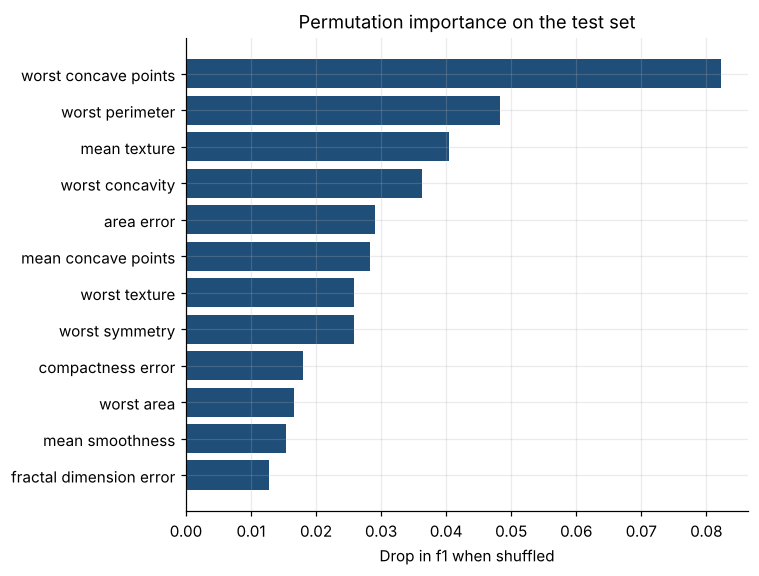 Permutation importance on the test set
worst concave points
worst perimeter
mean texture
worst concavity
area error
mean concave points
worst texture
worst symmetry
compactness error
worst area
mean smoothness
fractal dimension error
0.00 0.01 0.02 0.03 0.04 0.05 0.06 0.07 0.08
Drop in f1 when shuffled